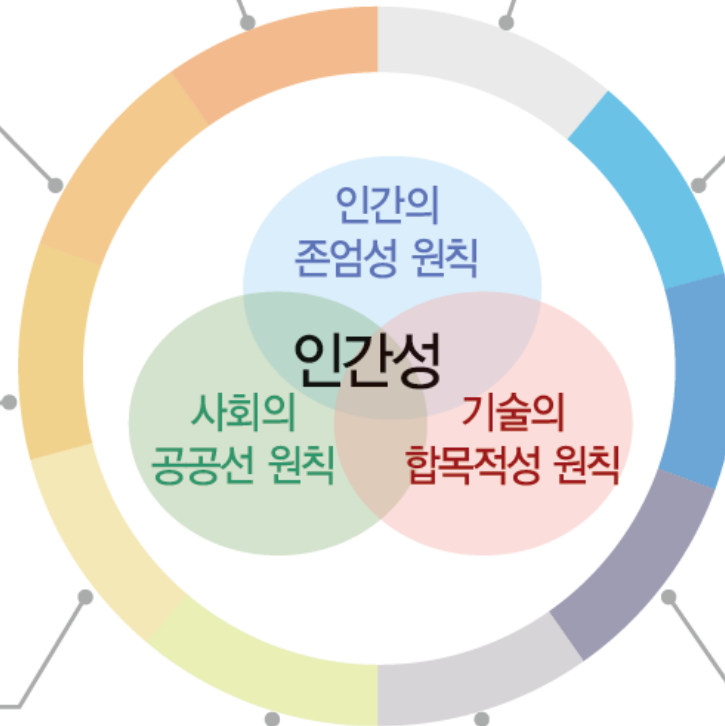 인간의
존엄성 원칙
인간성
사회의
공공선 원칙
기술의
합목적성 원칙